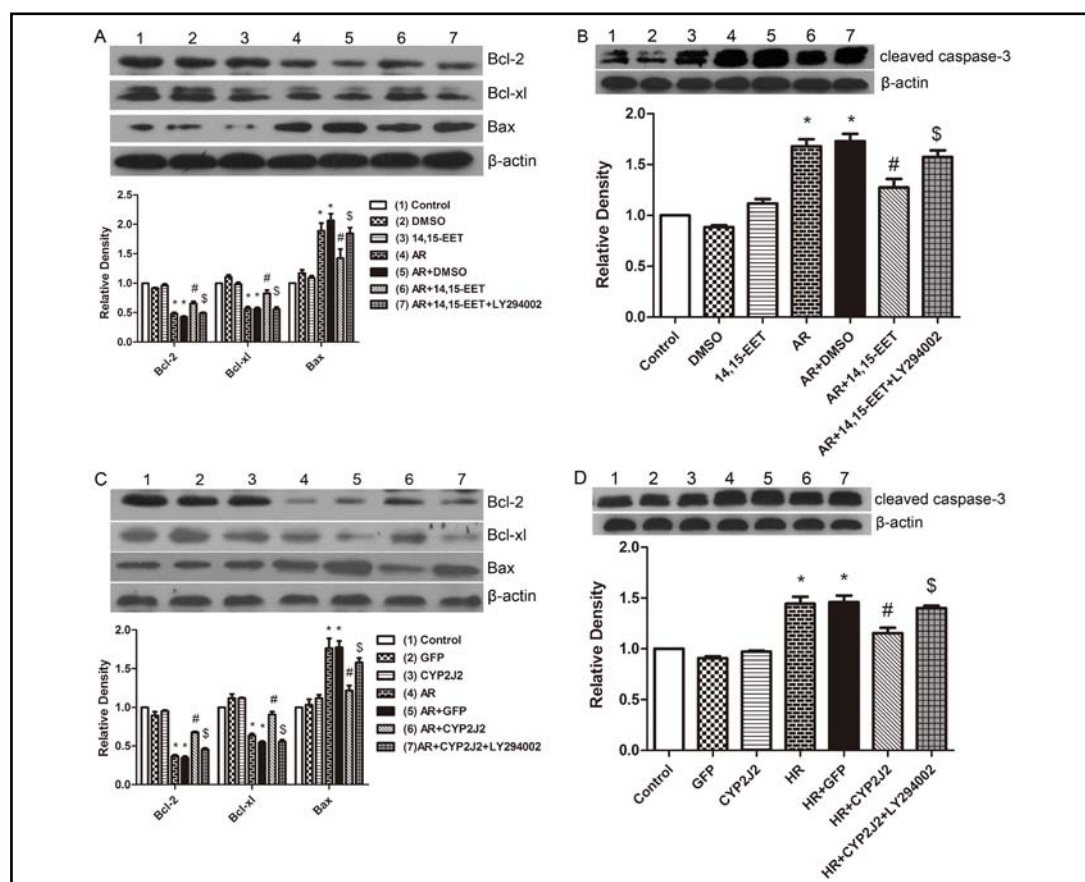 A
1 2 3 4 5 6 7
Bcl-2
Bcl-xl
Bax
β-actin
2.5
2.0
1.5
1.0
0.5
0.0
Relative Density
* * # $
* * # $
* * # $
Bcl-2 Bcl-xl Bax
(1) Control
(2) DMSO
(3) 14,15-EET
(4) AR
(5) AR+DMSO
(6) AR+14,15-EET
(7) AR+14,15-EET+LY294002
B
1 2 3 4 5 6 7
cleaved caspase-3
β-actin
2.0
1.5
1.0
0.5
0.0
Relative Density
* * # $
Control
DMSO
14,15-EET
AR
AR+DMSO
AR+14,15-EET
AR+14,15-EET+LY294002
C
1 2 3 4 5 6 7
Bcl-2
Bcl-xl
Bax
β-actin
2.0
1.5
1.0
0.5
0.0
Relative Density
* * # $
* * # $
* * # $
Bcl-2 Bcl-xl Bax
(1) Control
(2) GFP
(3) CYP2J2
(4) AR
(5) AR+GFP
(6) AR+CYP2J2
(7)AR+CYP2J2+LY294002
D
1 2 3 4 5 6 7
cleaved caspase-3
β-actin
2.0
1.5
1.0
0.5
0.0
Relative Density
* * # $
Control
GFP
CYP2J2
HR
HR+GFP
HR+CYP2J2
HR+CYP2J2+LY294002